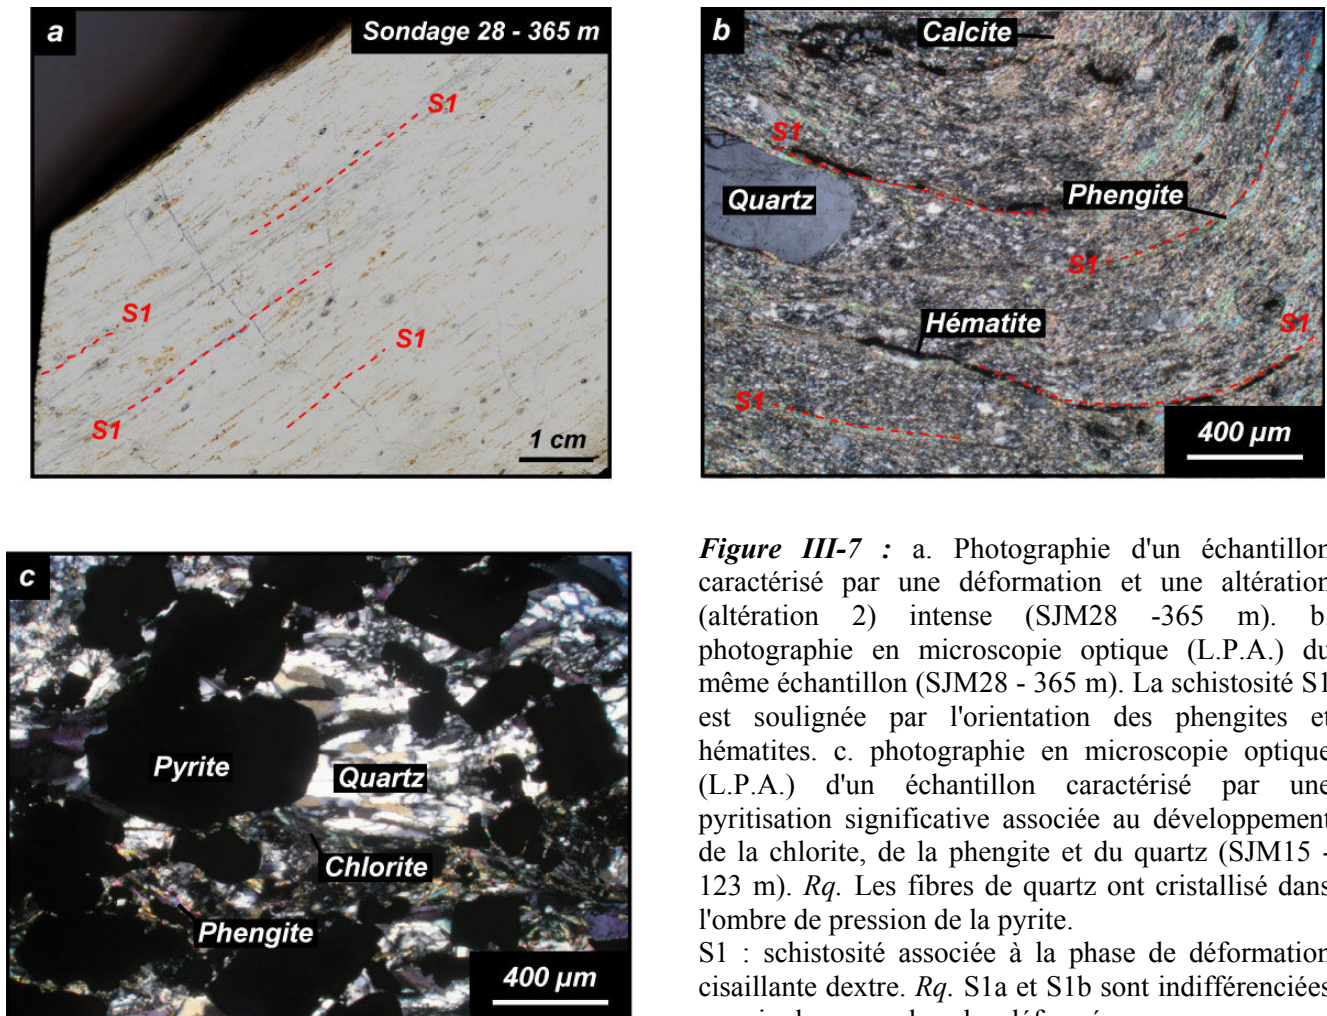 a
Sondage 28 - 365 m
S1
S1
S1
S1
1 cm
b
Calcite
S1
Quartz
Phengite
S1
Hématite
S1
S1
400 µm
c
Pyrite
Quartz
Chlorite
Phengite
400 µm
Figure III-7 : a. Photographie d'un échantillon
caractérisé par une déformation et une altération
(altération 2) intense (SJM28 -365 m). b.
photographie en microscopie optique (L.P.A.) du
même échantillon (SJM28 - 365 m). La schistosité S1
est soulignée par l'orientation des phengites et
hématites. c. photographie en microscopie optique
(L.P.A.) d'un échantillon caractérisé par une
pyritisation significative associée au développement
de la chlorite, de la phengite et du quartz (SJM15 -
123 m). Rq. Les fibres de quartz ont cristallisé dans
l'ombre de pression de la pyrite.
S1 : schistosité associée à la phase de déformation
cisaillante dextre. Rq. S1a et S1b sont indifférenciées